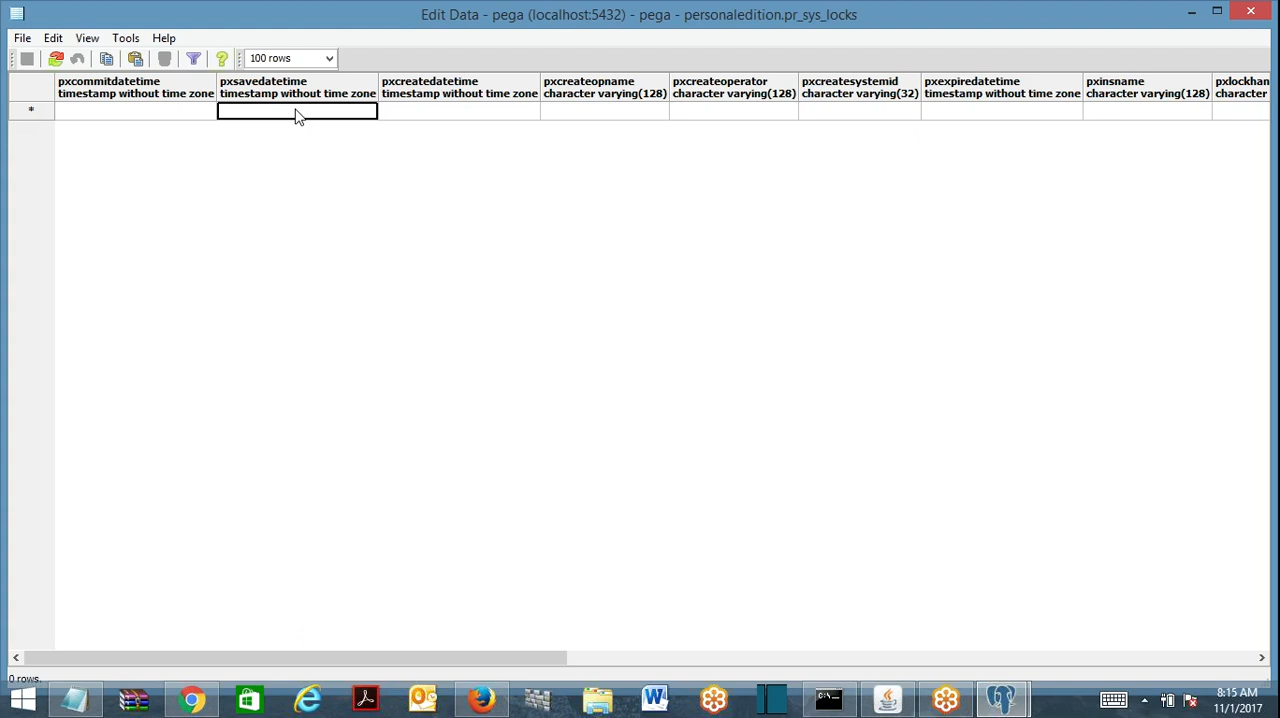 Edit Data - pega (localhost:5432) - pega - personaledition.pr_sys_locks
File Edit View Tools Help
100 rows
pxcommitdatetime pxsavedatetime pxcreatedatetime pxcreateopname pxcreateoperator pxcreatesystemid pxexpiredatetime pxinsname pxlockhan
timestamp without time zone timestamp without time zone timestamp without time zone character varying(128) character varying(128) character varying(32) timestamp without time zone character varying(128) character
*
0 rows.
8:15 AM
11/1/2017